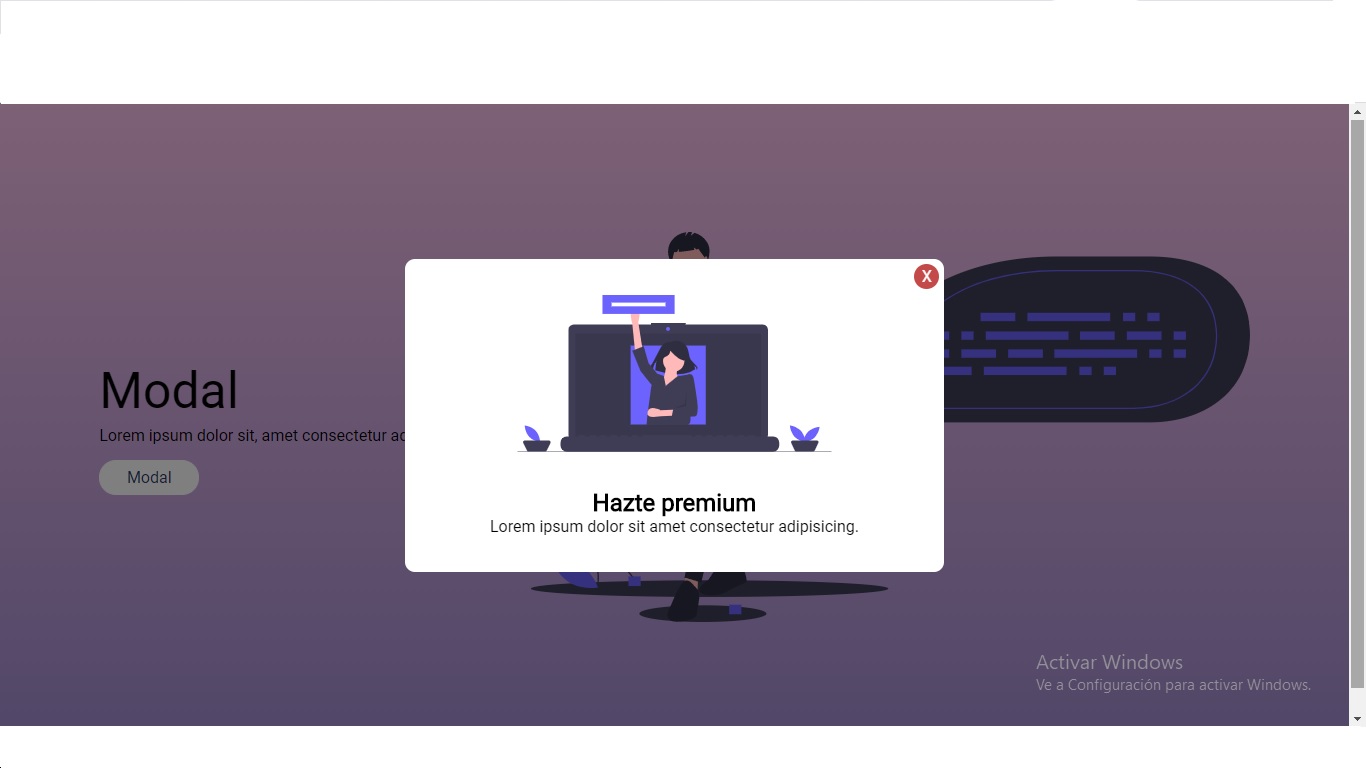 Modal
Lorem ipsum dolor sit, amet consectetur
Modal
X
Hazte premium
Lorem ipsum dolor sit amet consectetur adipisicing.
Activar Windows
Ve a Configuración para activar Windows.